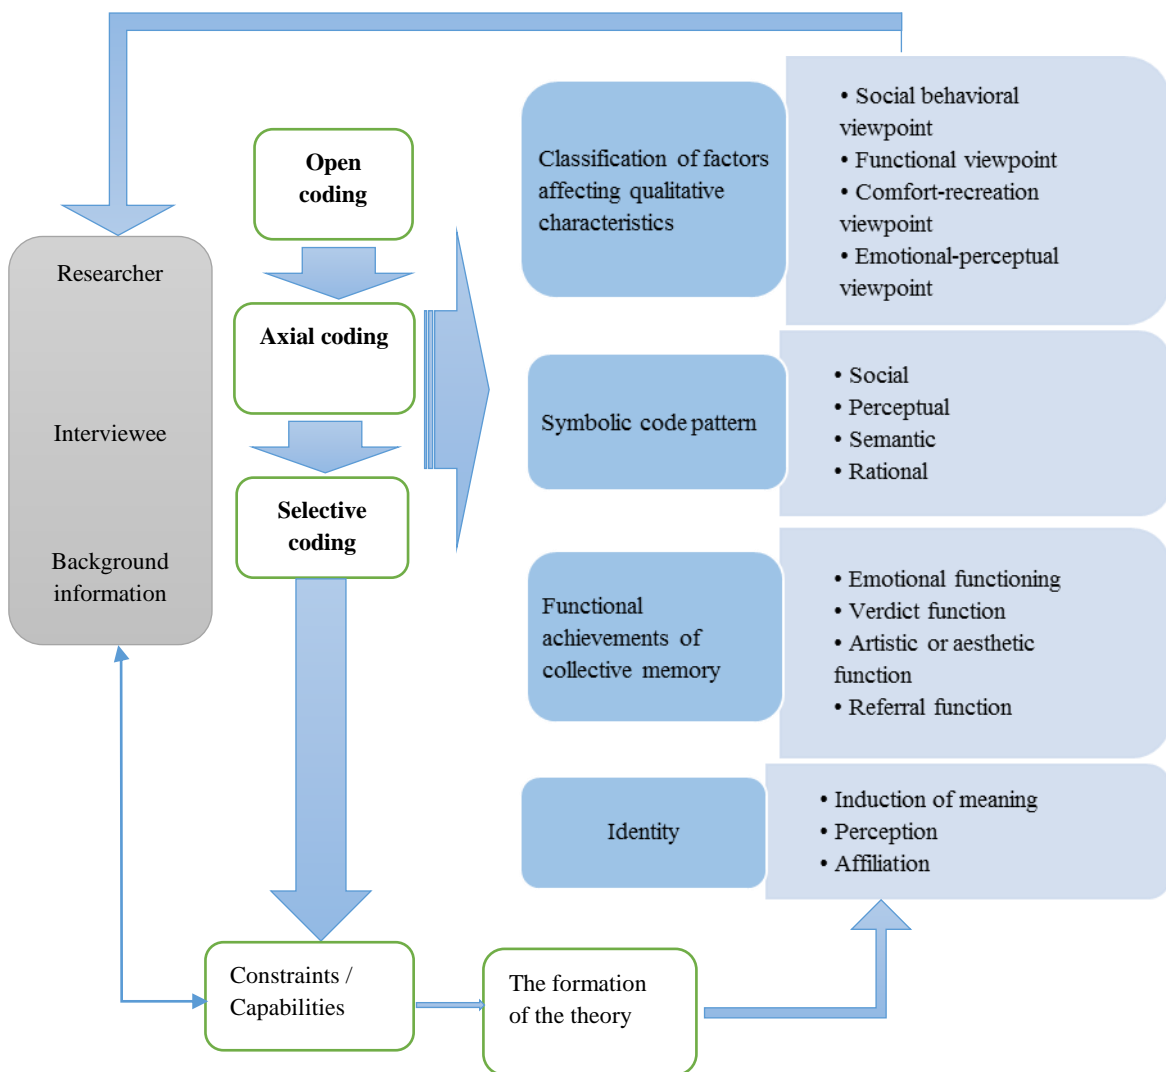 Researcher
Interviewee
Background
information
Open
coding
Axial coding
Selective
coding
Constraints /
Capabilities
The formation
of the theory
Classification of factors
affecting qualitative
characteristics
• Social behavioral
viewpoint
• Functional viewpoint
• Comfort-recreation
viewpoint
• Emotional-perceptual
viewpoint
Symbolic code pattern
• Social
• Perceptual
• Semantic
• Rational
Functional
achievements of
collective memory
• Emotional functioning
• Verdict function
• Artistic or aesthetic
function
• Referral function
Identity
• Induction of meaning
• Perception
• Affiliation